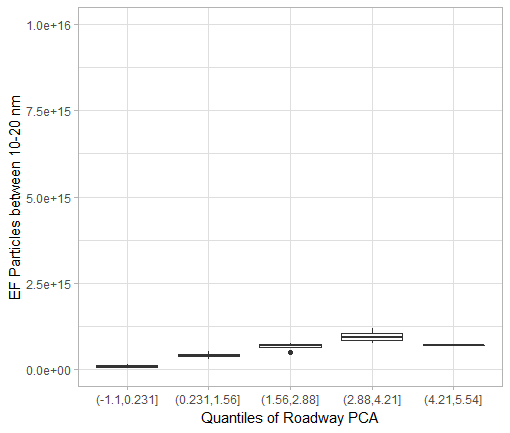 1.0e+16
7.5e+15
5.0e+15
2.5e+15
0.0e+00
EF Particles between 10-20 nm
(-1.1,0.231] (0.231,1.56] (1.56,2.88] (2.88,4.21] (4.21,5.54]
Quantiles of Roadway PCA